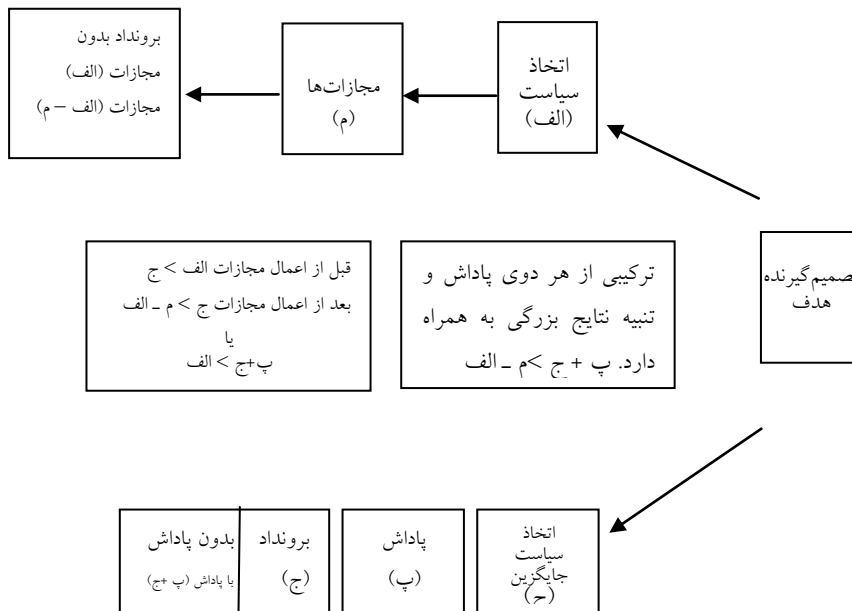 برونداد بدون
مجازات (الف)
مجازات (الف – م)
مجازات‌ها
(م)
اتخاذ
سیاست
(الف)
قبل از اعمال مجازات الف > ج
بعد از اعمال مجازات ج > م ـ الف
یا
پ+ج > الف
ترکیبی از هر دوی پاداش و
تنبیه نتایج بزرگی به همراه
دارد. پ + ج >م ـ الف
صمیم‌گیرنده
هدف
بدون پاداش
با پاداش (پ +ج)
برونداد
(ج)
پاداش
(پ)
اتخاذ
سیاست
جایگزین
(ج)